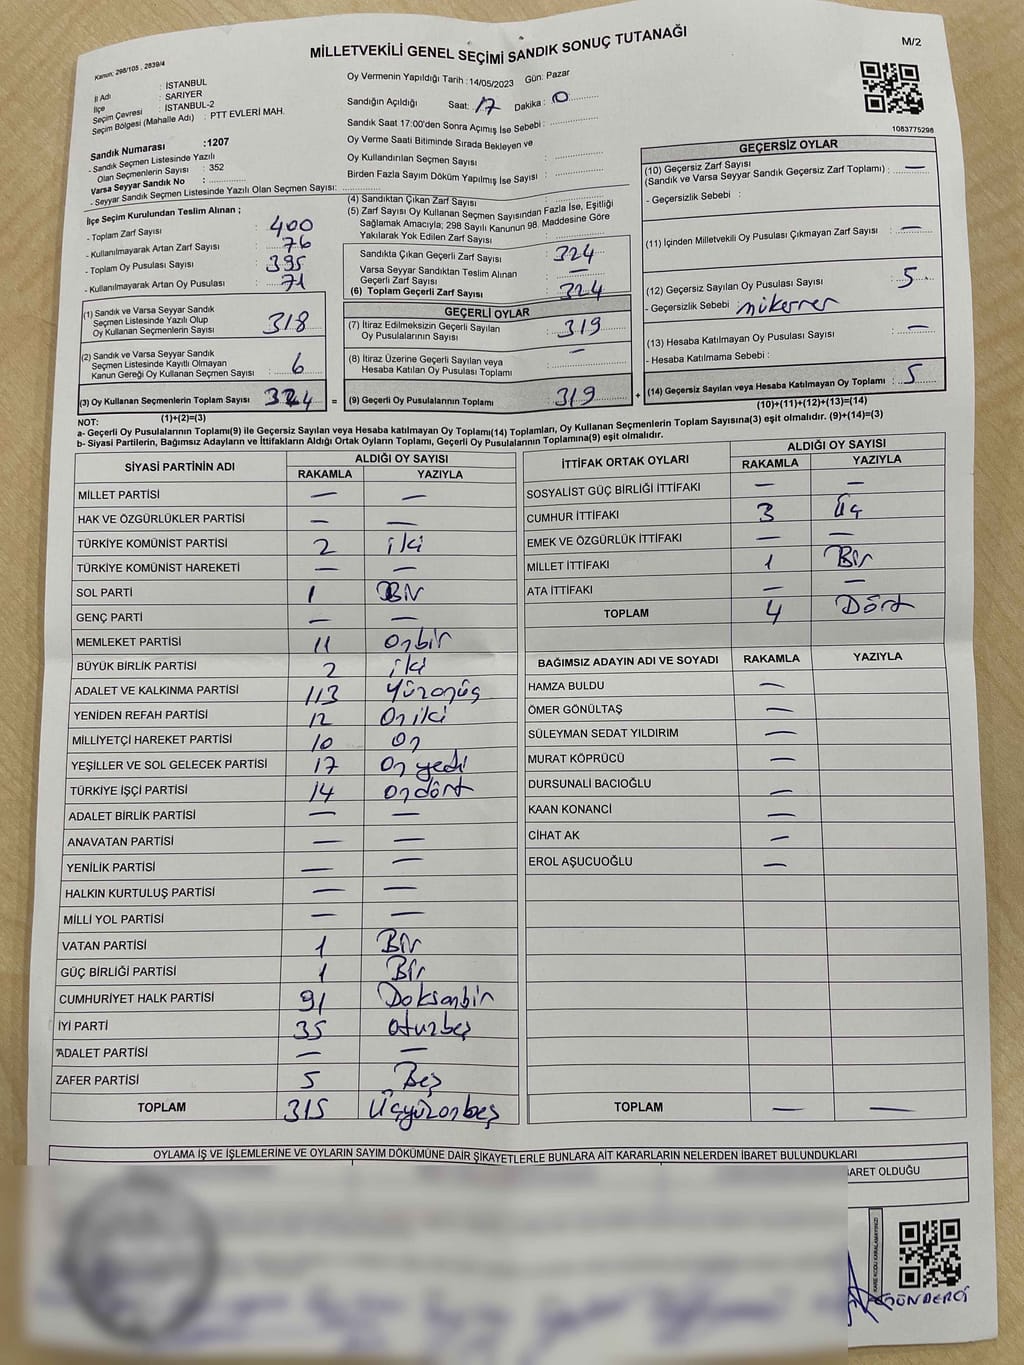 MİLLETVEKİLİ GENEL SEÇİMİ SANDIK SONUÇ TUTANAĞI
M/2
Kanun: 298/105 , 2839/4
İl Adı : İSTANBUL
İlçe : SARIYER
Seçim Çevresi : İSTANBUL-2
Seçim Bölgesi (Mahalle Adı) : PTT EVLERİ MAH.
Sandık Numarası :1207
- Sandık Seçmen Listesinde Yazılı
Olan Seçmenlerin Sayısı : 352
Varsa Seyyar Sandık No :
- Seyyar Sandık Seçmen Listesinde Yazılı Olan Seçmen Sayısı:
Oy Vermenin Yapıldığı Tarih :14/05/2023 Gün: Pazar
Sandığın Açıldığı Saat: 17 Dakika: 0
Sandık Saat 17:00'den Sonra Açımış İse Sebebi :
Oy Verme Saati Bitiminde Sırada Bekleyen ve
Oy Kullandırılan Seçmen Sayısı :
Birden Fazla Sayım Döküm Yapılmış İse Sayısı :
1083775298
İlçe Seçim Kurulundan Teslim Alınan ;
- Toplam Zarf Sayısı : 400
- Kullanılmayarak Artan Zarf Sayısı : 76
- Toplam Oy Pusulası Sayısı : 395
- Kullanılmayarak Artan Oy Pusulası : 71
(1) Sandık ve Varsa Seyyar Sandık
Seçmen Listesinde Yazılı Olup
Oy Kullanan Seçmenlerin Sayısı : 318
(2) Sandık ve Varsa Seyyar Sandık
Seçmen Listesinde Kayıtlı Olmayan
Kanun Gereği Oy Kullanan Seçmen Sayısı : 6
(3) Oy Kullanan Seçmenlerin Toplam Sayısı 324 =
(1)+(2)=(3)
(4) Sandıktan Çıkan Zarf Sayısı :
(5) Zarf Sayısı Oy Kullanan Seçmen Sayısından Fazla İse, Eşitliği
Sağlamak Amacıyla; 298 Sayılı Kanunun 98. Maddesine Göre
Yakılarak Yok Edilen Zarf Sayısı :
Sandıkta Çıkan Geçerli Zarf Sayısı : 324
Varsa Seyyar Sandıktan Teslim Alınan
Geçerli Zarf Sayısı : —
(6) Toplam Geçerli Zarf Sayısı : 324
GEÇERLİ OYLAR
(7) İtiraz Edilmeksizin Geçerli Sayılan
Oy Pusulalarının Sayısı : 319
(8) İtiraz Üzerine Geçerli Sayılan veya
Hesaba Katılan Oy Pusulası Toplamı : —
(9) Geçerli Oy Pusulalarının Toplamı : 319 +
GEÇERSİZ OYLAR
(10) Geçersiz Zarf Sayısı
(Sandık ve Varsa Seyyar Sandık Geçersiz Zarf Toplamı) : —
- Geçersizlik Sebebi :
(11) İçinden Milletvekili Oy Pusulası Çıkmayan Zarf Sayısı : —
(12) Geçersiz Sayılan Oy Pusulası Sayısı : 5
- Geçersizlik Sebebi : mükerrer
(13) Hesaba Katılmayan Oy Pusulası Sayısı : —
- Hesaba Katılmama Sebebi :
(14) Geçersiz Sayılan veya Hesaba Katılmayan Oy Toplamı : 5
(10)+(11)+(12)+(13)=(14)
NOT:
a- Geçerli Oy Pusulalarının Toplamı(9) ile Geçersiz Sayılan veya Hesaba katılmayan Oy Toplamı(14) Toplamları, Oy Kullanan Seçmenlerin Toplam Sayısına(3) eşit olmalıdır. (9)+(14)=(3)
b- Siyasi Partilerin, Bağımsız Adayların ve İttifakların Aldığı Ortak Oyların Toplamı, Geçerli Oy Pusulalarının Toplamına(9) eşit olmalıdır.
SİYASİ PARTİNİN ADI ALDIĞI OY SAYISI
RAKAMLA YAZIYLA
MİLLET PARTİSİ — —
HAK VE ÖZGÜRLÜKLER PARTİSİ — —
TÜRKİYE KOMÜNİST PARTİSİ 2 iki
TÜRKİYE KOMÜNİST HAREKETİ — —
SOL PARTİ 1 Bir
GENÇ PARTİ — —
MEMLEKET PARTİSİ 11 Onbir
BÜYÜK BİRLİK PARTİSİ 2 iki
ADALET VE KALKINMA PARTİSİ 113 Yüzonüç
YENİDEN REFAH PARTİSİ 12 Oniki
MİLLİYETÇİ HAREKET PARTİSİ 10 On
YEŞİLLER VE SOL GELECEK PARTİSİ 17 Onyedi
TÜRKİYE İŞÇİ PARTİSİ 14 Ondört
ADALET BİRLİK PARTİSİ — —
ANAVATAN PARTİSİ — —
YENİLİK PARTİSİ — —
HALKIN KURTULUŞ PARTİSİ — —
MİLLİ YOL PARTİSİ — —
VATAN PARTİSİ 1 Bir
GÜÇ BİRLİĞİ PARTİSİ 1 Bir
CUMHURİYET HALK PARTİSİ 91 Doksanbir
İYİ PARTİ 35 otuzbeş
ADALET PARTİSİ — —
ZAFER PARTİSİ 5 Beş
TOPLAM 315 Üçyüzonbeş
İTTİFAK ORTAK OYLARI ALDIĞI OY SAYISI
RAKAMLA YAZIYLA
SOSYALİST GÜÇ BİRLİĞİ İTTİFAKI — —
CUMHUR İTTİFAKI 3 Üç
EMEK VE ÖZGÜRLÜK İTTİFAKI — —
MİLLET İTTİFAKI 1 Bir
ATA İTTİFAKI — —
TOPLAM 4 Dört
BAĞIMSIZ ADAYIN ADI VE SOYADI RAKAMLA YAZIYLA
HAMZA BULDU —
ÖMER GÖNÜLTAŞ —
SÜLEYMAN SEDAT YILDIRIM —
MURAT KÖPRÜCÜ —
DURSUNALİ BACIOĞLU —
KAAN KONANCİ —
CİHAT AK —
EROL AŞUCUOĞLU —
TOPLAM — —
OYLAMA İŞ VE İŞLEMLERİNE VE OYLARIN SAYIM DÖKÜMÜNE DAİR ŞİKAYETLERLE BUNLARA AİT KARARLARIN NELERDEN İBARET BULUNDUKLARI
BARET OLDUĞU
KARE KODU KARALAMAYINIZ!